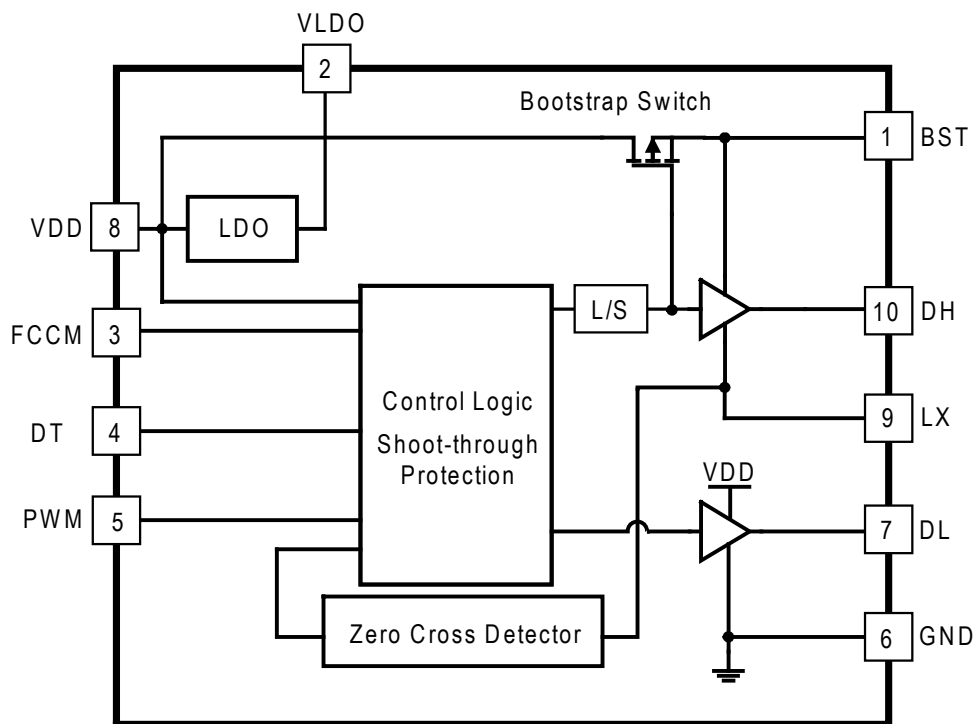 VLDO
2
Bootstrap Switch
1 BST
VDD 8
LDO
FCCM 3
L/S
10 DH
DT 4
Control Logic
Shoot-through
Protection
9 LX
VDD
PWM 5
7 DL
Zero Cross Detector
6 GND